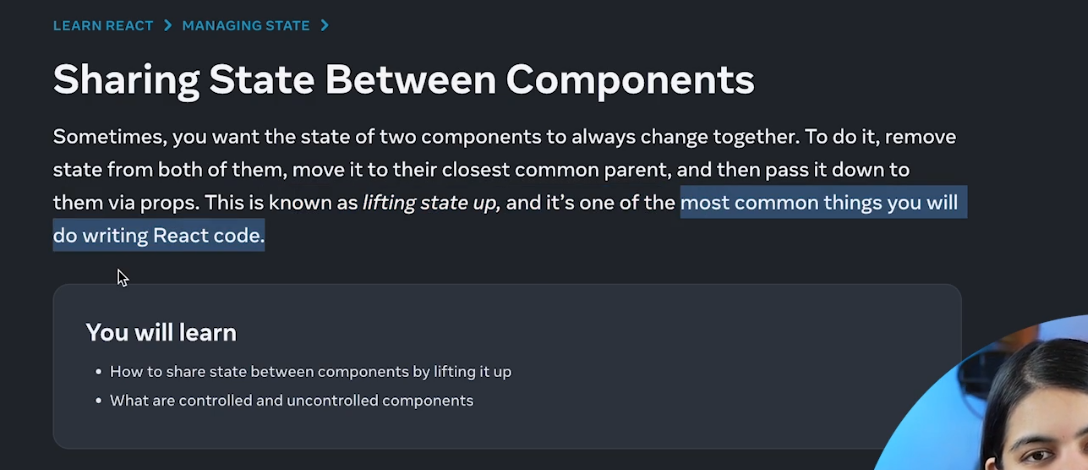 LEARN REACT > MANAGING STATE >
Sharing State Between Components
Sometimes, you want the state of two components to always change together. To do it, remove
state from both of them, move it to their closest common parent, and then pass it down to
them via props. This is known as lifting state up, and it’s one of the most common things you will
do writing React code.
You will learn
• How to share state between components by lifting it up
• What are controlled and uncontrolled components